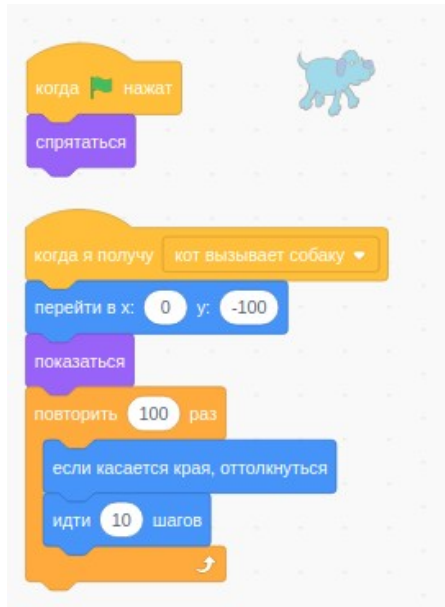 когда нажат
спрятаться
когда я получу кот вызывает собаку
перейти в x: 0 y: -100
показаться
повторить 100 раз
если касается края, оттолкнуться
идти 10 шагов